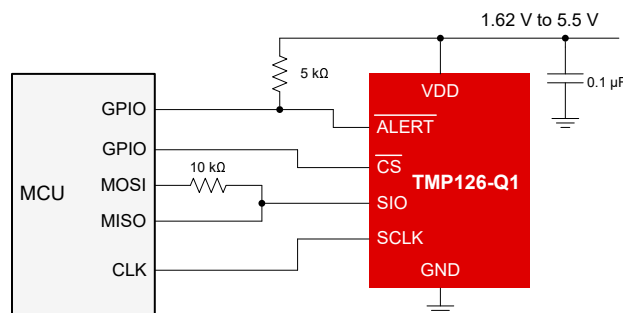 1.62 V to 5.5 V
5 kΩ
0.1 µF
VDD
GPIO
ALERT
GPIO
CS
10 kΩ
MOSI
TMP126-Q1
MCU
SIO
MISO
SCLK
CLK
GND